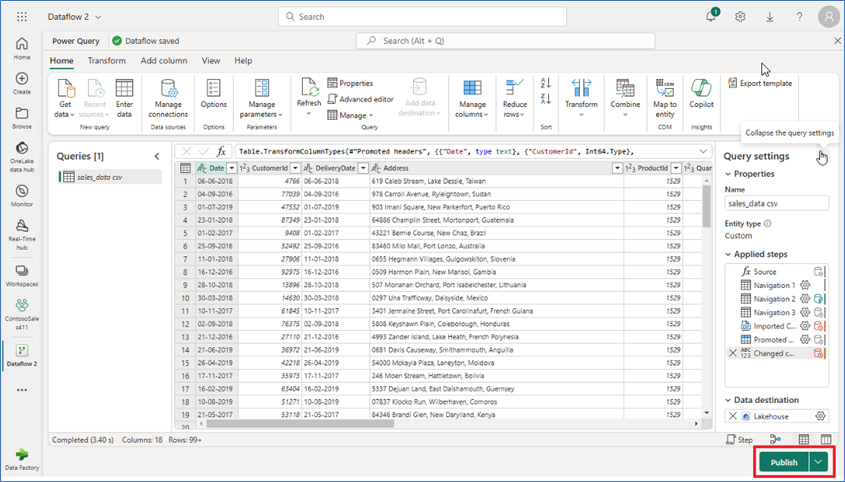 Dataflow 2
Search
1
Power Query
Dataflow saved
Search (Alt + Q)
Home
Transform
Add column
View
Help
Get data
Recent sources
Enter data
New query
Manage connections
Data sources
Options
Options
Manage parameters
Parameters
Refresh
Properties
Advanced editor
Manage
Query
Add data destination
Manage columns
Reduce rows
Sort
Transform
Combine
Map to entity
CDM
Copilot
Insights
Export template
Collapse the query settings
Home
Create
Browse
OneLake data hub
Monitor
Real-Time hub
Workspaces
ContosoSales411
Dataflow 2
Data Factory
Queries [1]
sales_data csv
Table.TransformColumnTypes(#"Promoted headers", {{"Date", type text}, {"CustomerId", Int64.Type},
Date CustomerId DeliveryDate Address ProductId Quar
1 06-06-2018 4766 06-06-2018 619 Caleb Stream, Lake Dessie, Taiwan 1529
2 04-09-2016 77039 04-09-2016 978 Carroll Avenue, Ryleightown, Sudan 1529
3 01-07-2019 47552 01-07-2019 903 Imani Square, New Parkerfort, Puerto Rico 1529
4 23-01-2018 87349 23-01-2018 64886 Champlin Street, Mortonport, Guatemala 1529
5 01-02-2017 9408 01-02-2017 43221 Bernie Course, New Chaz, Brazil 1529
6 25-09-2016 52492 25-09-2016 83460 Milo Mall, Port Lonzo, Australia 1529
7 11-01-2018 27906 11-01-2018 0655 Hegmann Villages, Gulgowskiton, Slovenia 1529
8 16-12-2016 92975 16-12-2016 0509 Harmon Plain, New Marisol, Gambia 1529
9 28-10-2018 13896 28-10-2018 507 Monahan Orchard, Port Isabelchester, Lithuania 1529
10 30-03-2018 14630 30-03-2018 0297 Una Trafficway, Daisyside, Mexico 1529
11 10-11-2017 61845 10-11-2017 3401 Jermaine Street, Port Carolinafurt, French Guiana 1529
12 02-09-2018 76375 02-09-2018 5808 Keyshawn Plain, Coleborough, Honduras 1529
13 21-12-2016 27110 21-12-2016 4993 Zander Island, Lake Heath, French Polynesia 1529
14 21-06-2019 36972 21-06-2019 0681 Davis Causeway, Smithammouth, Anguilla 1529
15 26-04-2019 42218 26-04-2019 54000 Mckayla Plaza, Laneyton, Moldova 1529
16 17-11-2017 35973 17-11-2017 246 Moen Stream, Hattietown, Bolivia 1529
17 16-02-2019 63404 16-02-2019 5337 Dejuan Land, East Dalshamouth, Guernsey 1529
18 10-08-2019 51271 10-08-2019 07837 Klocko Run, Wilberhaven, Comoros 1529
19 21-05-2019 53118 21-05-2019 84346 Brandi Glen, New Daryilland, Kenya 1529
20
Query settings
Properties
Name
sales_data csv
Entity type
Custom
Applied steps
Source
Navigation 1
Navigation 2
Navigation 3
Imported C...
Promoted ...
Changed c...
Data destination
Lakehouse
Completed (3.40 s) Columns: 18 Rows: 99+
Step
Publish